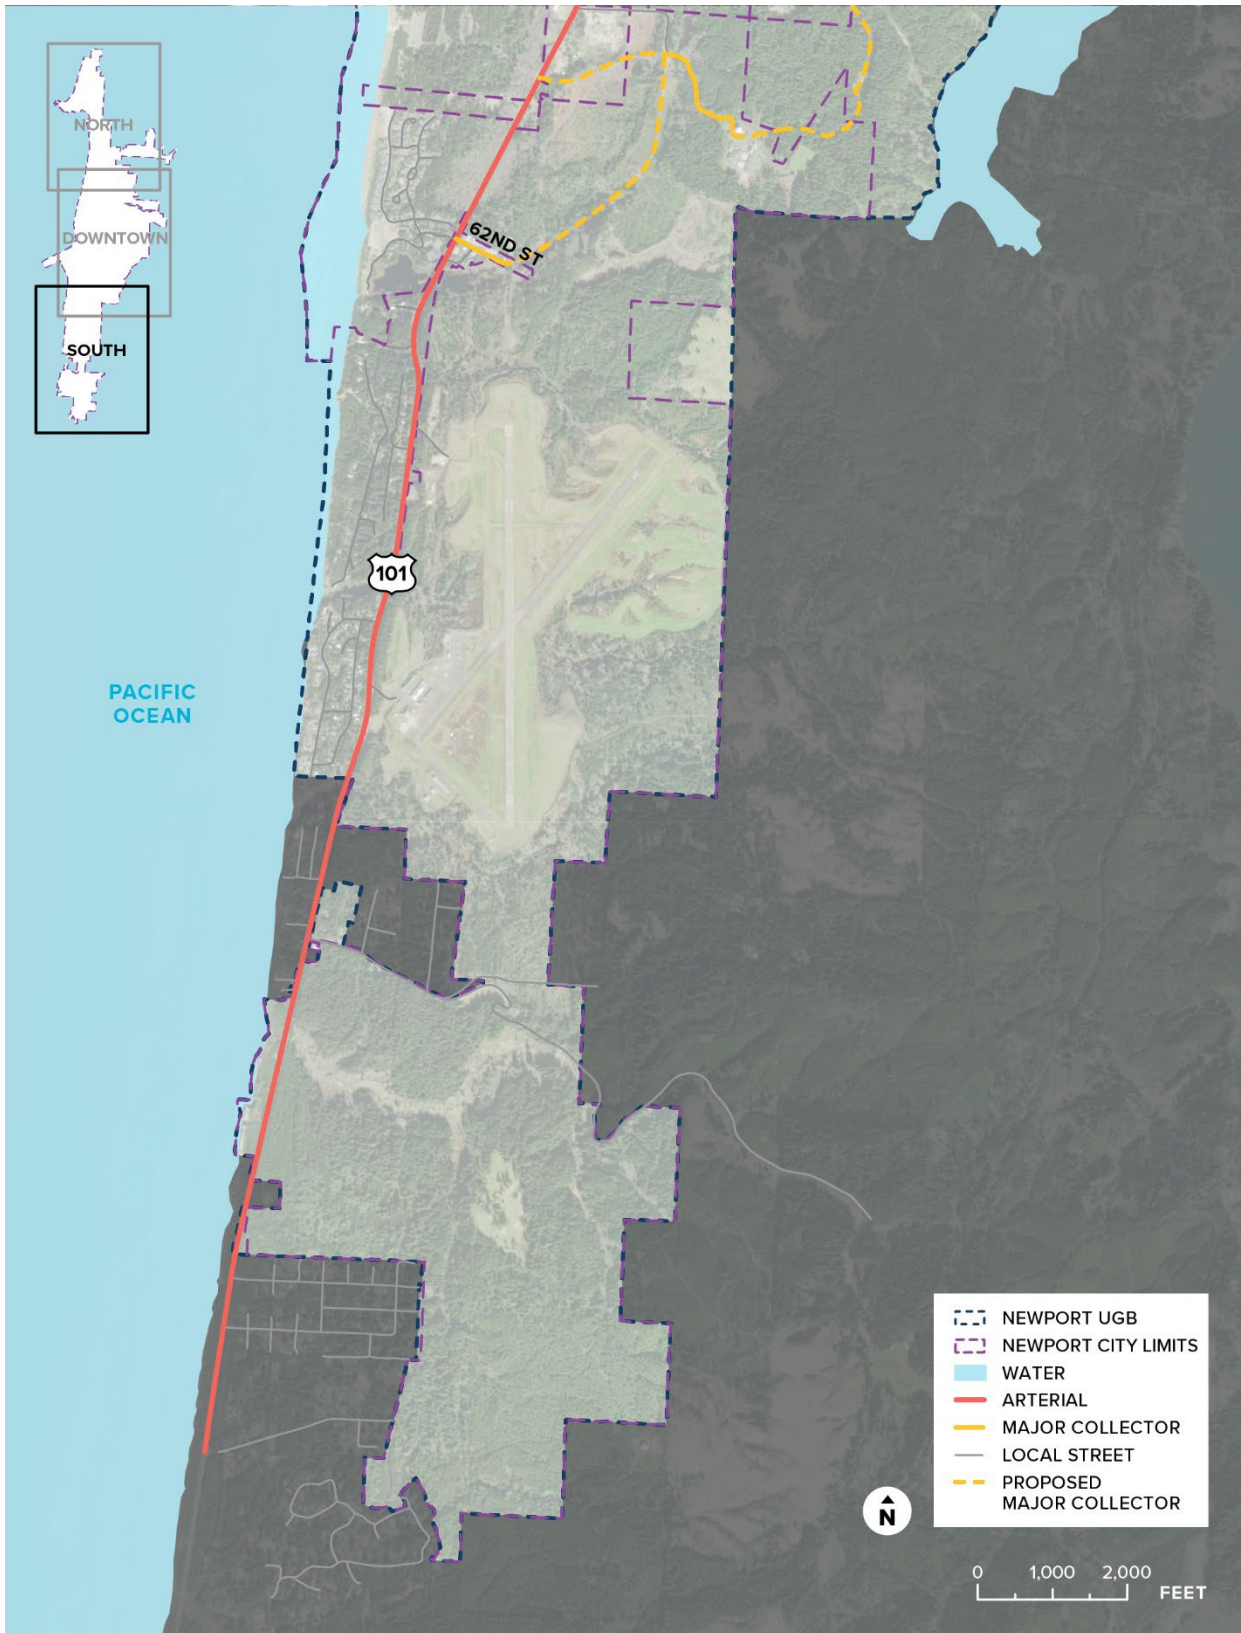 NORTH
DOWNTOWN
SOUTH
62ND ST
101
PACIFIC
OCEAN
NEWPORT UGB
NEWPORT CITY LIMITS
WATER
ARTERIAL
MAJOR COLLECTOR
LOCAL STREET
PROPOSED
MAJOR COLLECTOR
N
0 1,000 2,000
FEET